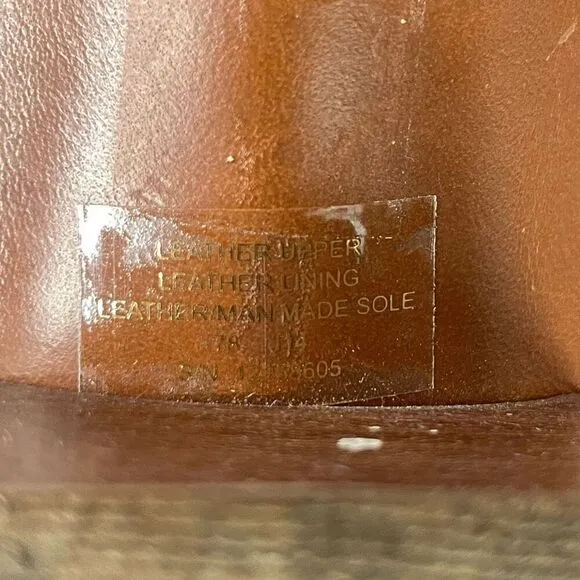 LEATHER UPPER
LEATHER LINING
LEATHER/MAN MADE SOLE
S/N